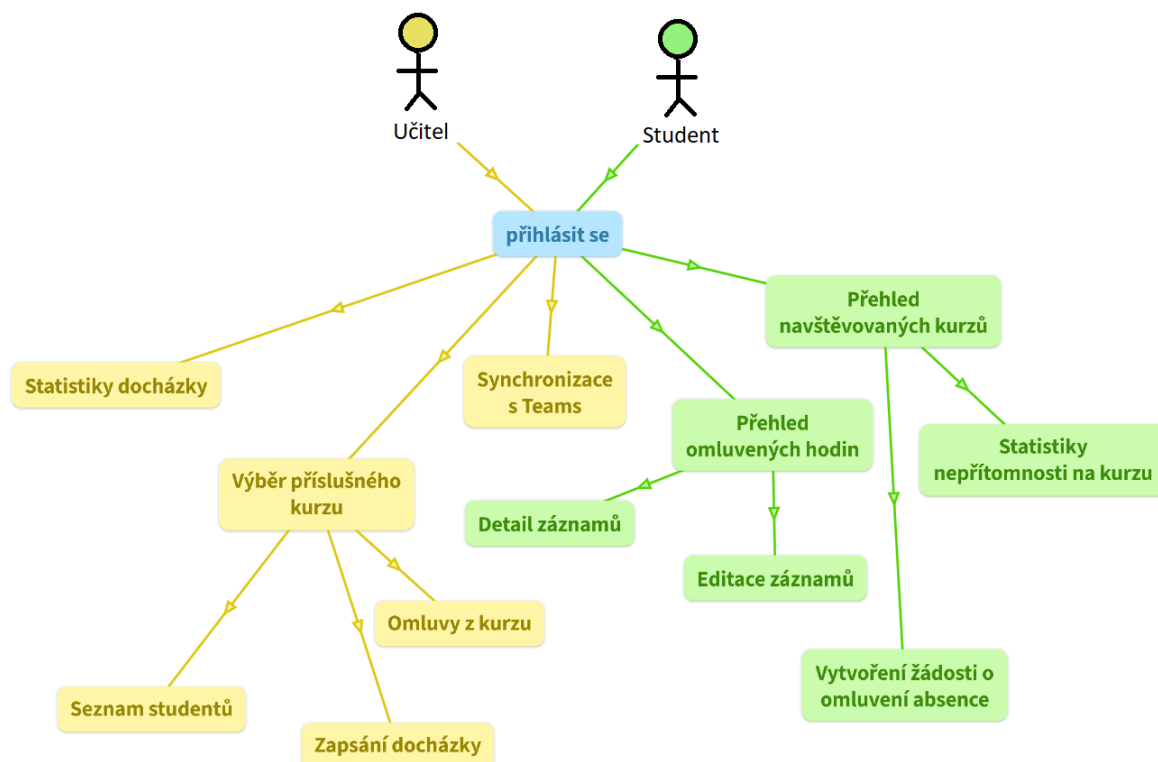 Učitel
Student
přihlásit se
Přehled
navštěvovaných kurzů
Statistiky docházky
Synchronizace
s Teams
Přehled
omluvených hodin
Statistiky
nepřítomnosti na kurzu
Výběr příslušného
kurzu
Detail záznamů
Editace záznamů
Omluvy z kurzu
Vytvoření žádosti o
omluvení absence
Seznam studentů
Zapsání docházky